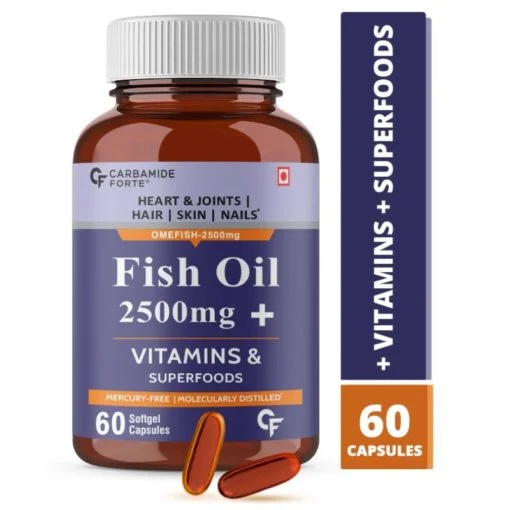 CF CARBAMIDE
FORTE®
HEART & JOINTS |
HAIR | SKIN | NAILS*
OMEFISH-2500mg
Fish Oil
2500mg +
VITAMINS &
SUPERFOODS
MERCURY-FREE | MOLECULARLY DISTILLED*
60 Softgel
Capsules
CF
+ VITAMINS + SUPERFOODS
60
CAPSULES